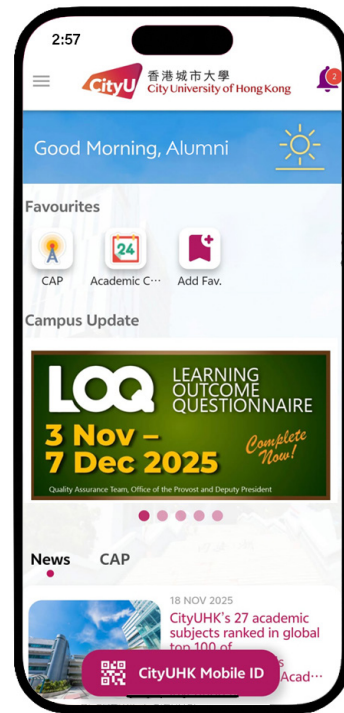 2:57
CityU
香港城市大學
City University of Hong Kong
2
Good Morning, Alumni
Favourites
24
CAP
Academic C···
Add Fav.
Campus Update
LOQ
LEARNING
OUTCOME
QUESTIONNAIRE
3 Nov –
7 Dec 2025
Complete
Now!
Quality Assurance Team, Office of the Provost and Deputy President
News
CAP
18 NOV 2025
CityUHK's 27 academic
subjects ranked in global
top 100 of
Acad···
CityUHK Mobile ID